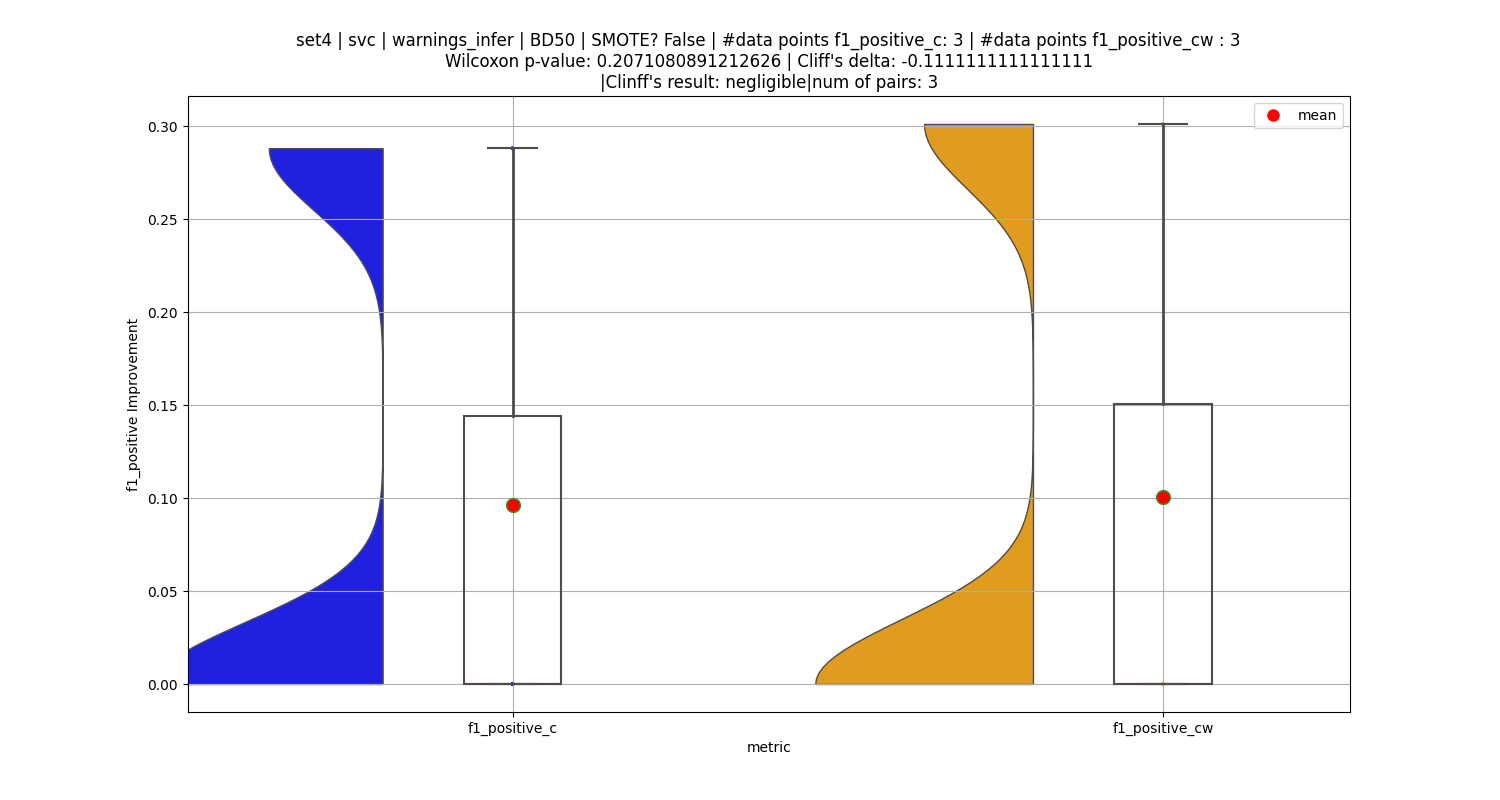 set4 | svc | warnings_infer | BD50 | SMOTE? False | #data points f1_positive_c: 3 | #data points f1_positive_cw : 3
Wilcoxon p-value: 0.2071080891212626 | Cliff's delta: -0.1111111111111111
|Clinff's result: negligible|num of pairs: 3
mean
0.30
0.25
0.20
0.15
0.10
0.05
0.00
f1_positive Improvement
f1_positive_c
f1_positive_cw
metric